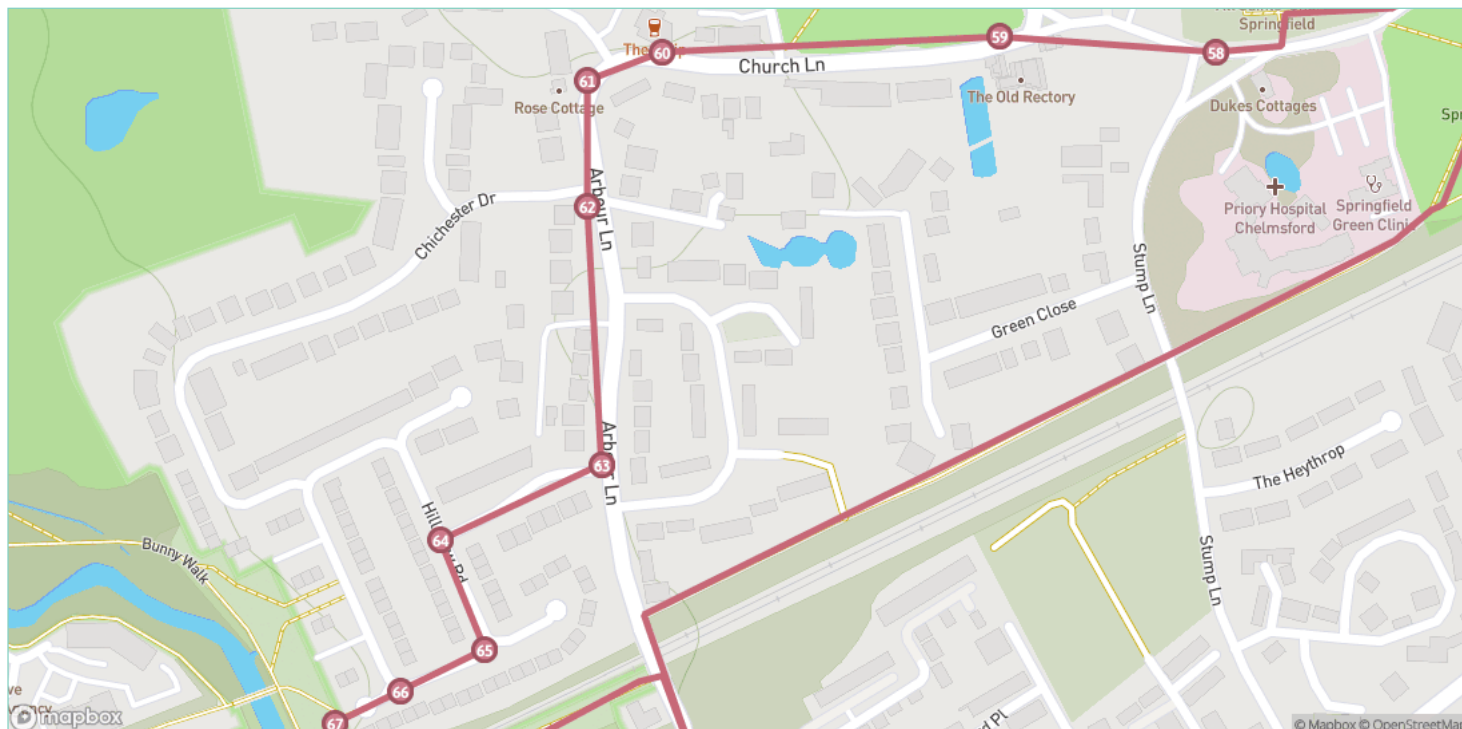 Springfield
60
59
58
Church Ln
61
Rose Cottage
The Old Rectory
Dukes Cottages
Arbour Ln
62
Chichester Dr
Priory Hospital
Chelmsford
Springfield
Green Clinic
Stump Ln
Green Close
63
Arbour Ln
The Heythrop
64
Bunny Walk
Stump Ln
65
66
67
Pl
mapbox
© Mapbox © OpenStreetMap